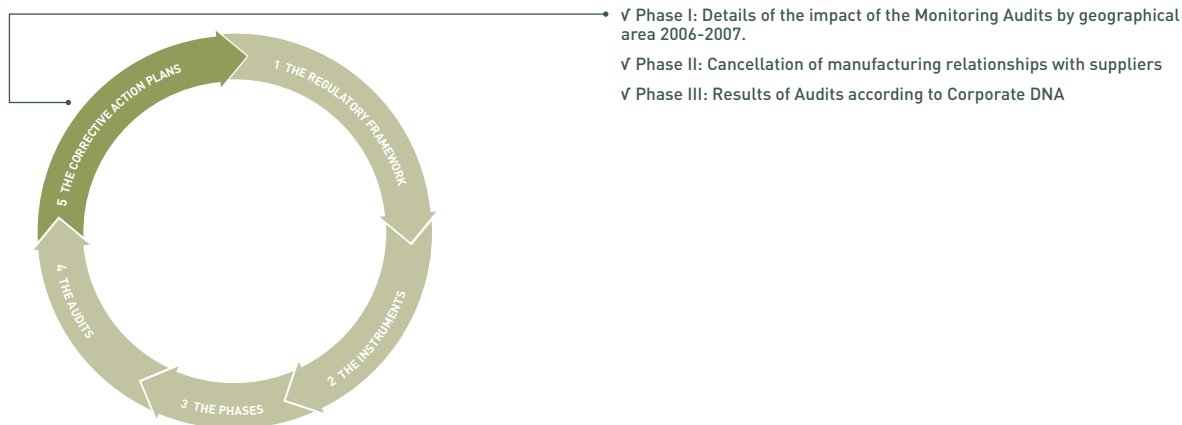 √ Phase I: Details of the impact of the Monitoring Audits by geographical
area 2006-2007.
√ Phase II: Cancellation of manufacturing relationships with suppliers
√ Phase III: Results of Audits according to Corporate DNA
1 THE REGULATORY FRAMEWORK
2 THE INSTRUMENTS
3 THE PHASES
4 THE AUDITS
5 THE CORRECTIVE ACTION PLANS